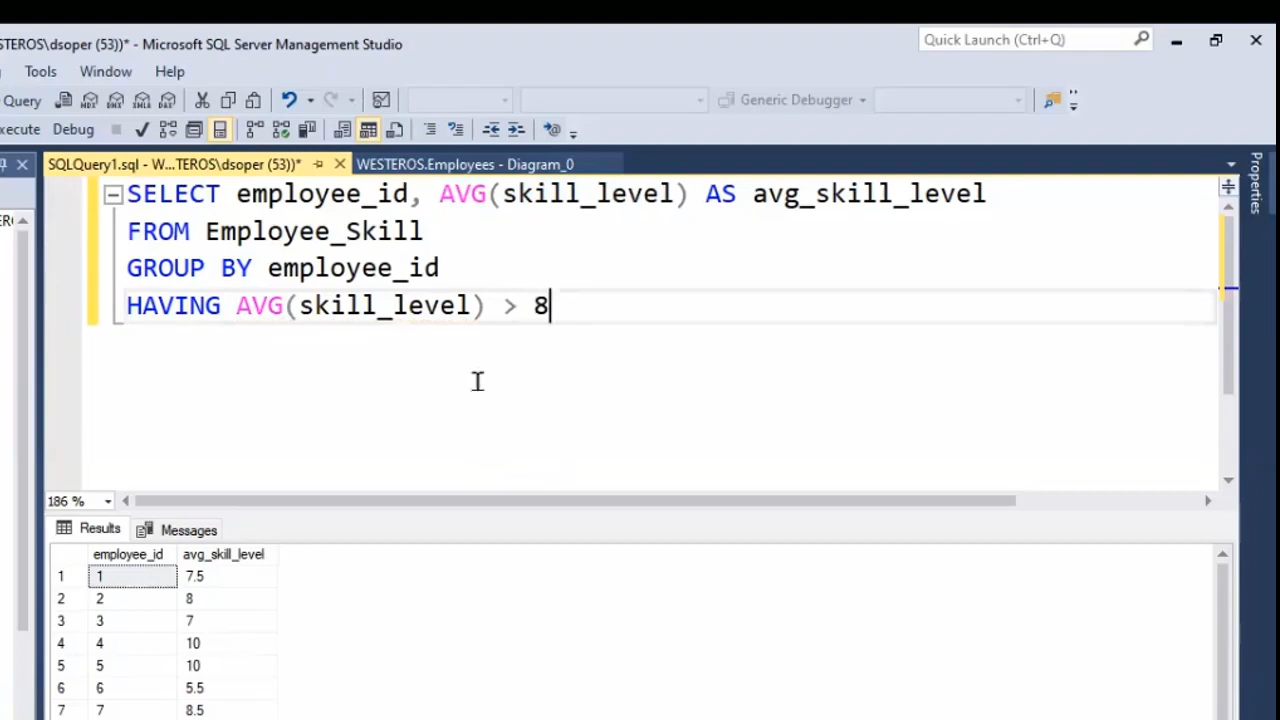 TEROS\dsoper (53))* - Microsoft SQL Server Management Studio
Quick Launch (Ctrl+Q)
Tools Window Help
Query Generic Debugger
xecute Debug
SQLQuery1.sql - W...TEROS\dsoper (53))* WESTEROS.Employees - Diagram_0
Properties
SELECT employee_id, AVG(skill_level) AS avg_skill_level
FROM Employee_Skill
GROUP BY employee_id
HAVING AVG(skill_level) > 8
186 %
Results Messages
employee_id avg_skill_level
1 1 7.5
2 2 8
3 3 7
4 4 10
5 5 10
6 6 5.5
7 7 8.5